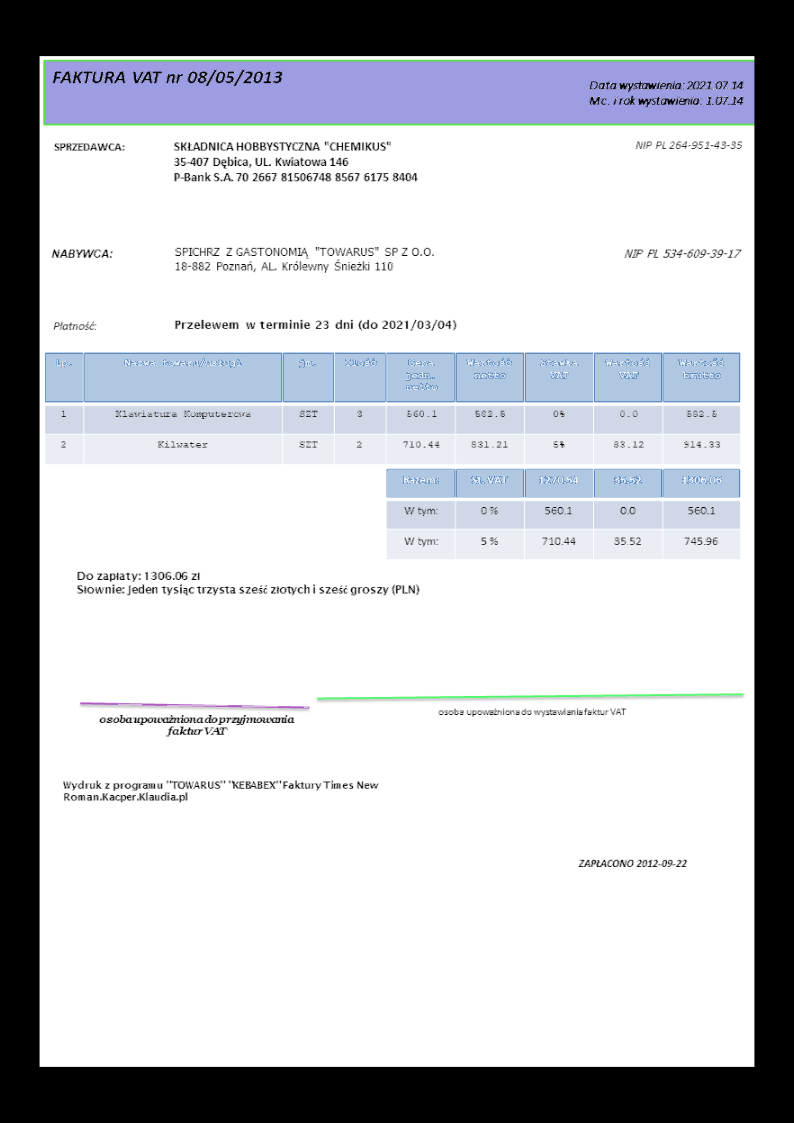 FAKTURA VAT nr 08/05/2013
Data wystawienia: 2021 07 14
Mc. i rok wystawienia: 1.07.14
SPRZEDAWCA: SKŁADNICA HOBBYSTYCZNA "CHEMIKUS" NIP PL 264-951-43-35
35-407 Dębica, UL. Kwiatowa 146
P-Bank S.A. 70 2667 81506748 8567 6175 8404
NABYWCA: SPICHRZ Z GASTONOMIĄ "TOWARUS" SP Z O.O. NIP PL 534-609-39-17
18-882 Poznań, AL. Królewny Śnieżki 110
Płatność: Przelewem w terminie 23 dni (do 2021/03/04)
Lp. Nazwa towaru/usługi Jm. Ilość Cena jedn. netto Wartość netto Stawka VAT Wartość VAT Wartość brutto
1 Klawiatura Komputerowa SZT 3 560.1 582.5 0% 0.0 582.5
2 Kilwater SZT 2 710.44 831.21 5% 83.12 914.33
Razem: St. VAT 1270.54 35.52 1306.06
W tym: 0 % 560.1 0.0 560.1
W tym: 5 % 710.44 35.52 745.96
Do zapłaty: 1306.06 zł
Słownie: Jeden tysiąc trzysta sześć złotych i sześć groszy (PLN)
osoba upoważniona do przyjmowania
faktur VAT
osoba upoważniona do wystawiania faktur VAT
Wydruk z programu "TOWARUS" "KEBABEX" Faktury Times New
Roman.Kacper.Klaudia.pl
ZAPŁACONO 2012-09-22